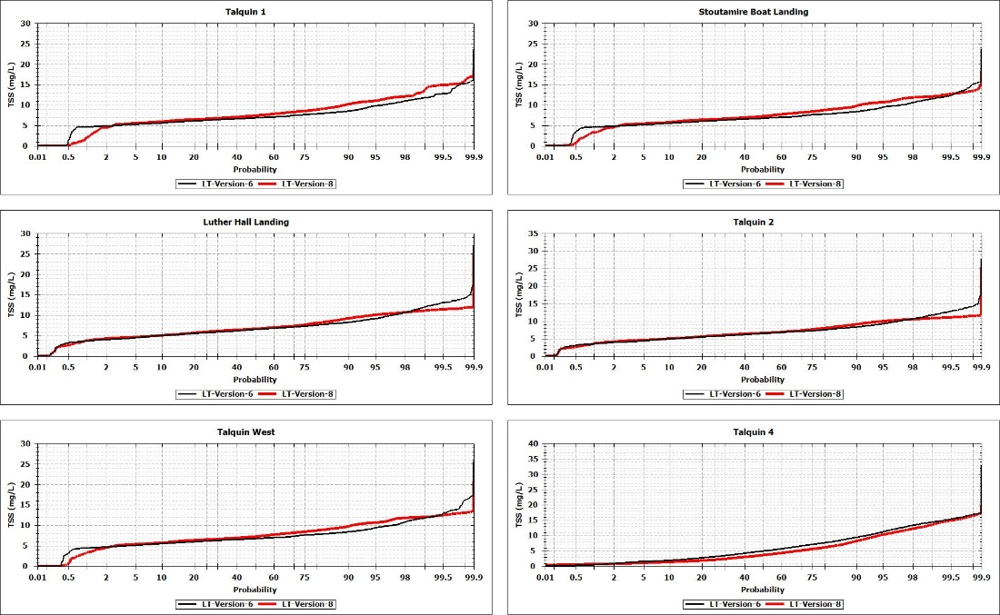 Talquin 1
30
25
20
15
10
5
0
TSS (mg/L)
0.01 0.5 2 5 10 20 40 60 75 90 95 98 99.5 99.9
Probability
LT-Version-6 LT-Version-8
Stoutamire Boat Landing
30
25
20
15
10
5
0
TSS (mg/L)
0.01 0.5 2 5 10 20 40 60 75 90 95 98 99.5 99.9
Probability
LT-Version-6 LT-Version-8
Luther Hall Landing
30
25
20
15
10
5
0
TSS (mg/L)
0.01 0.5 2 5 10 20 40 60 75 90 95 98 99.5 99.9
Probability
LT-Version-6 LT-Version-8
Talquin 2
35
30
25
20
15
10
5
0
TSS (mg/L)
0.01 0.5 2 5 10 20 40 60 75 90 95 98 99.5 99.9
Probability
LT-Version-6 LT-Version-8
Talquin West
30
25
20
15
10
5
0
TSS (mg/L)
0.01 0.5 2 5 10 20 40 60 75 90 95 98 99.5 99.9
Probability
LT-Version-6 LT-Version-8
Talquin 4
40
35
30
25
20
15
10
5
0
TSS (mg/L)
0.01 0.5 2 5 10 20 40 60 75 90 95 98 99.5 99.9
Probability
LT-Version-6 LT-Version-8